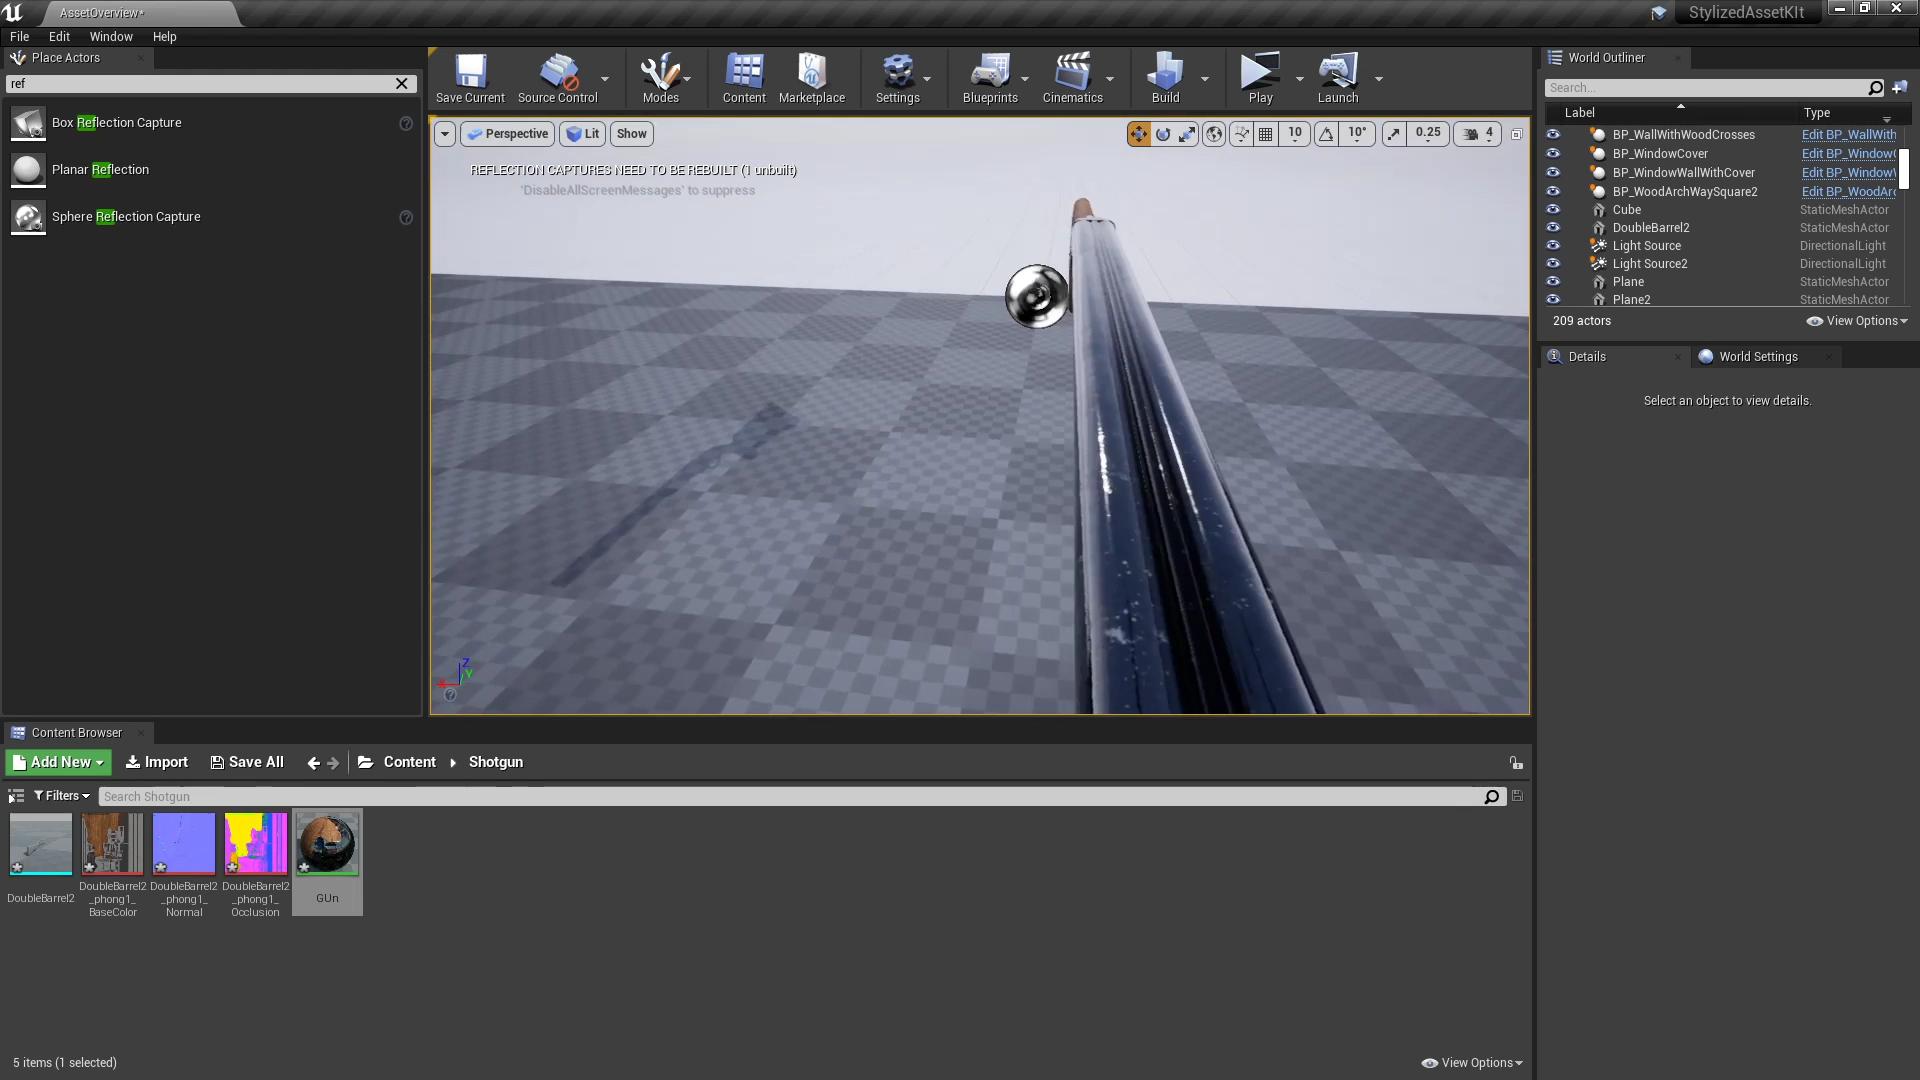 AssetOverview*
StylizedAssetKIt
File Edit Window Help
Place Actors
ref
Box Reflection Capture
Planar Reflection
Sphere Reflection Capture
Save Current
Source Control
Modes
Content
Marketplace
Settings
Blueprints
Cinematics
Build
Play
Launch
Perspective
Lit
Show
10
10°
0.25
4
REFLECTION CAPTURES NEED TO BE REBUILT (1 unbuilt)
'DisableAllScreenMessages' to suppress
Z
Y
X
World Outliner
Search...
Label Type
BP_WallWithWoodCrosses Edit BP_WallWith
BP_WindowCover Edit BP_Window
BP_WindowWallWithCover Edit BP_Window
BP_WoodArchWaySquare2 Edit BP_WoodArc
Cube StaticMeshActor
DoubleBarrel2 StaticMeshActor
Light Source DirectionalLight
Light Source2 DirectionalLight
Plane StaticMeshActor
Plane2 StaticMeshActor
209 actors View Options
Details World Settings
Select an object to view details.
Content Browser
Add New Import Save All Content Shotgun
Filters Search Shotgun
DoubleBarrel2
DoubleBarrel2
_phong1_
BaseColor
DoubleBarrel2
_phong1_
Normal
DoubleBarrel2
_phong1_
Occlusion
GUn
5 items (1 selected) View Options